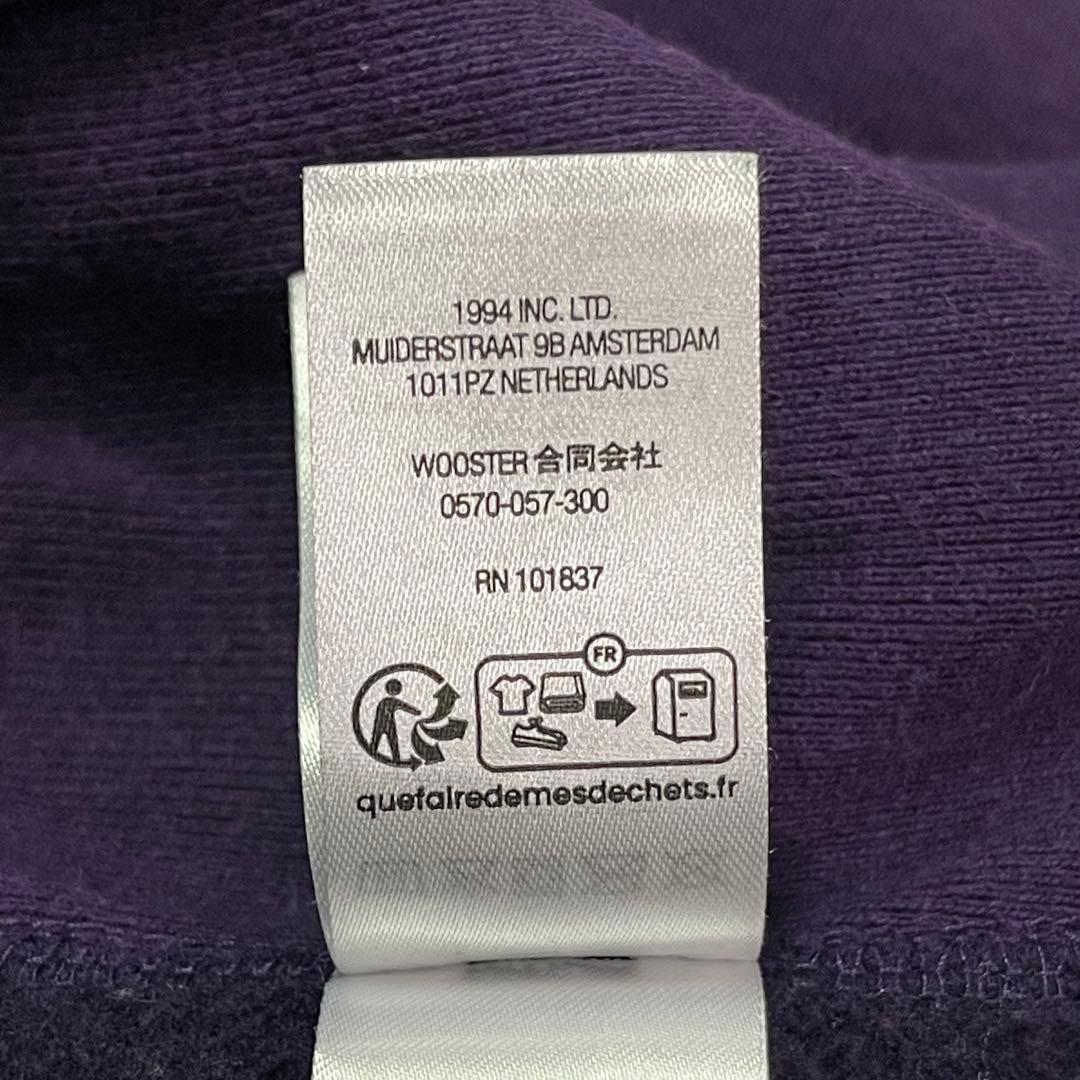 1994 INC. LTD.
MUIDERSTRAAT 9B AMSTERDAM
1011PZ NETHERLANDS
WOOSTER 合同会社
0570-057-300
RN 101837
FR
quefairedemesdechets.fr